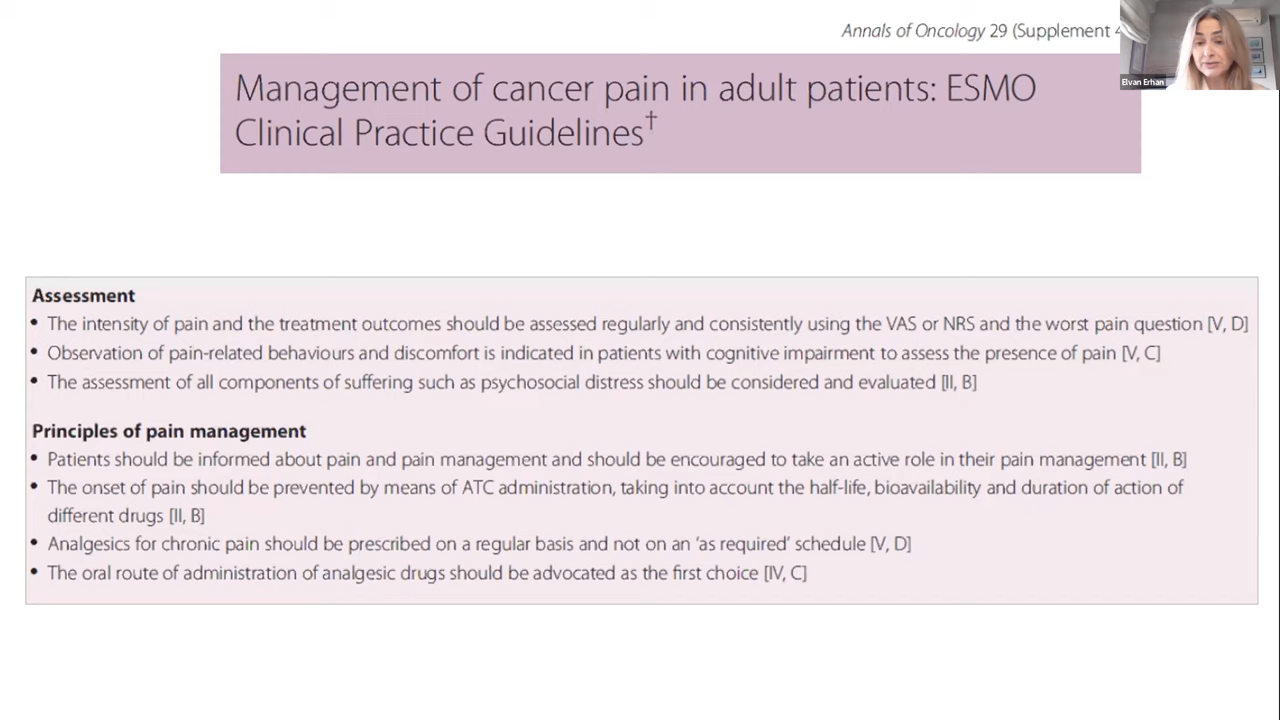 Annals of Oncology 29 (Supplement
Elvan Erhan
Management of cancer pain in adult patients: ESMO
Clinical Practice Guidelines†
Assessment
• The intensity of pain and the treatment outcomes should be assessed regularly and consistently using the VAS or NRS and the worst pain question [V, D]
• Observation of pain-related behaviours and discomfort is indicated in patients with cognitive impairment to assess the presence of pain [V, C]
• The assessment of all components of suffering such as psychosocial distress should be considered and evaluated [II, B]
Principles of pain management
• Patients should be informed about pain and pain management and should be encouraged to take an active role in their pain management [II, B]
• The onset of pain should be prevented by means of ATC administration, taking into account the half-life, bioavailability and duration of action of
different drugs [II, B]
• Analgesics for chronic pain should be prescribed on a regular basis and not on an ‘as required’ schedule [V, D]
• The oral route of administration of analgesic drugs should be advocated as the first choice [IV, C]